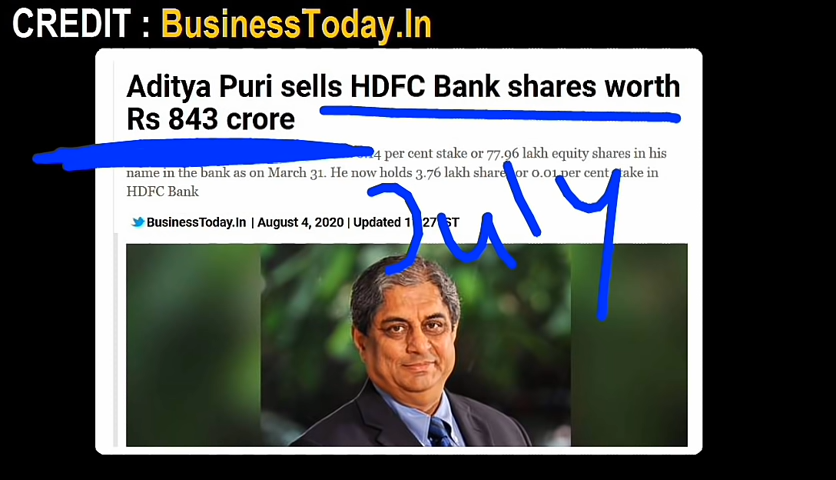 CREDIT : BusinessToday.In
Aditya Puri sells HDFC Bank shares worth
Rs 843 crore
per cent stake or 77.96 lakh equity shares in his
name in the bank as on March 31. He now holds 3.76 lakh shares or 0.01 per cent stake in
HDFC Bank
July
BusinessToday.In | August 4, 2020 | Updated